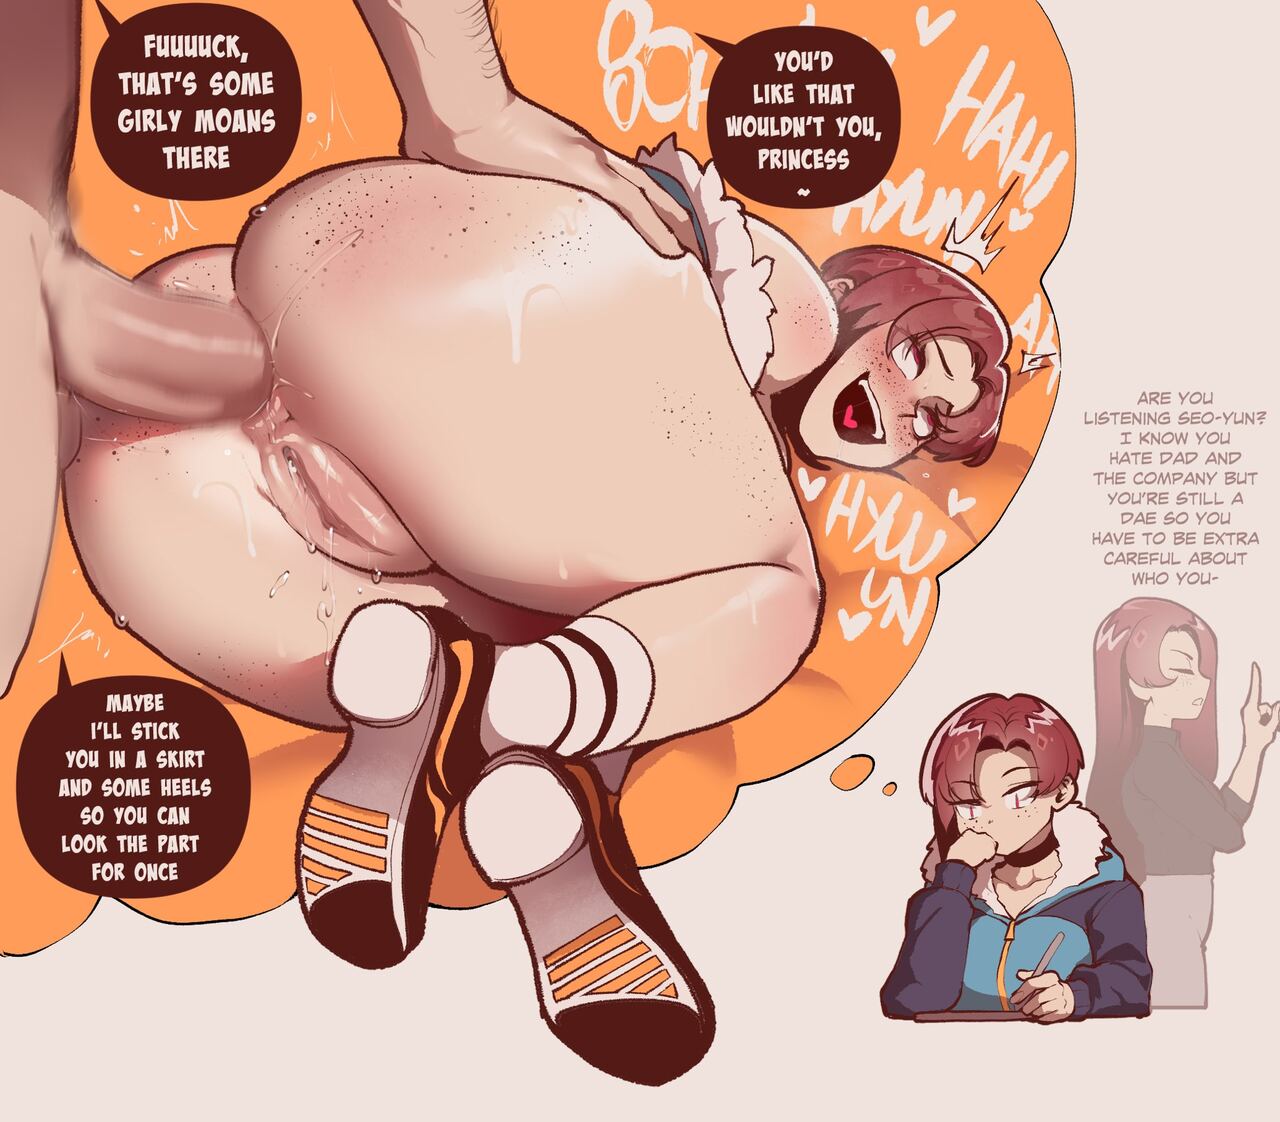 FUUUUCK,
THAT'S SOME
GIRLY MOANS
THERE
YOU'D
LIKE THAT
WOULDN'T YOU,
PRINCESS
~
HAH!
HYUN
HYUU
UN
ARE YOU
LISTENING SEO-YUN?
I KNOW YOU
HATE DAD AND
THE COMPANY BUT
YOU'RE STILL A
DAE SO YOU
HAVE TO BE EXTRA
CAREFUL ABOUT
WHO YOU-
MAYBE
I'LL STICK
YOU IN A SKIRT
AND SOME HEELS
SO YOU CAN
LOOK THE PART
FOR ONCE